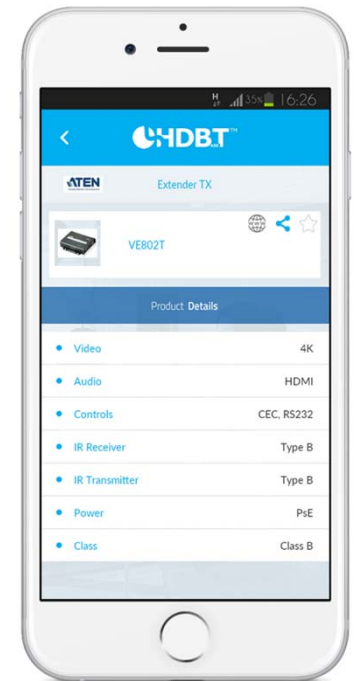 H 35% 16:26
HDBT™
ATEN Extender TX
VE802T
Product Details
Video 4K
Audio HDMI
Controls CEC, RS232
IR Receiver Type B
IR Transmitter Type B
Power PsE
Class Class B